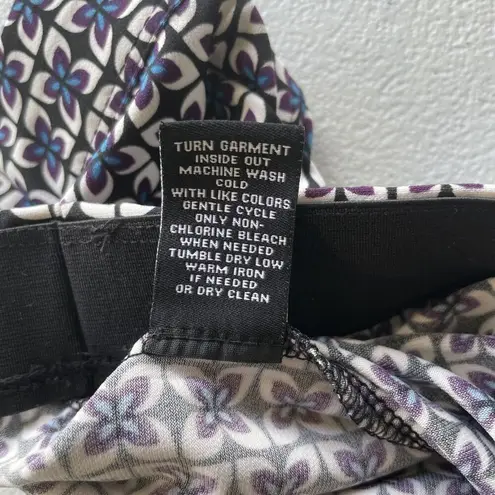 TURN GARMENT
INSIDE OUT
MACHINE WASH
COLD
WITH LIKE COLORS
GENTLE CYCLE
ONLY NON-
CHLORINE BLEACH
WHEN NEEDED
TUMBLE DRY LOW
WARM IRON
IF NEEDED
OR DRY CLEAN